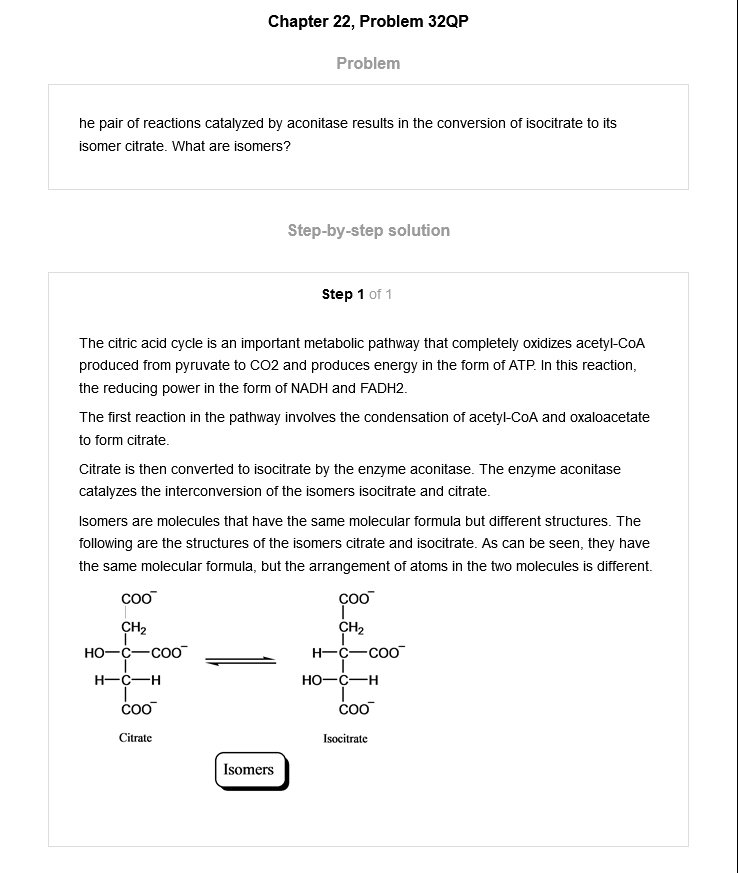 Chapter 22, Problem 32QP
Problem
he pair of reactions catalyzed by aconitase results in the conversion of isocitrate to its
isomer citrate. What are isomers?
Step-by-step solution
Step 1 of 1
The citric acid cycle is an important metabolic pathway that completely oxidizes acetyl-CoA
produced from pyruvate to CO2 and produces energy in the form of ATP. In this reaction,
the reducing power in the form of NADH and FADH2.
The first reaction in the pathway involves the condensation of acetyl-CoA and oxaloacetate
to form citrate.
Citrate is then converted to isocitrate by the enzyme aconitase. The enzyme aconitase
catalyzes the interconversion of the isomers isocitrate and citrate.
Isomers are molecules that have the same molecular formula but different structures. The
following are the structures of the isomers citrate and isocitrate. As can be seen, they have
the same molecular formula, but the arrangement of atoms in the two molecules is different.
COO⁻ COO⁻
CH₂ CH₂
HO—C—COO⁻ H—C—COO⁻
H—C—H HO—C—H
COO⁻ COO⁻
Citrate Isocitrate
Isomers